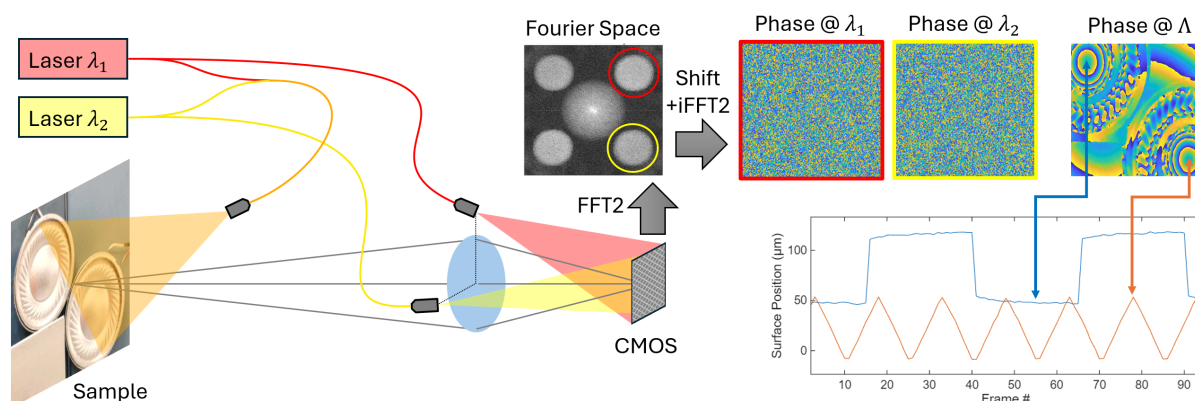 Laser λ₁
Laser λ₂
Sample
CMOS
FFT2
Fourier Space
Shift
+iFFT2
Phase @ λ₁
Phase @ λ₂
Phase @ Λ
Surface Position (μm)
100
50
0
10
20
30
40
50
60
70
80
90
Frame #